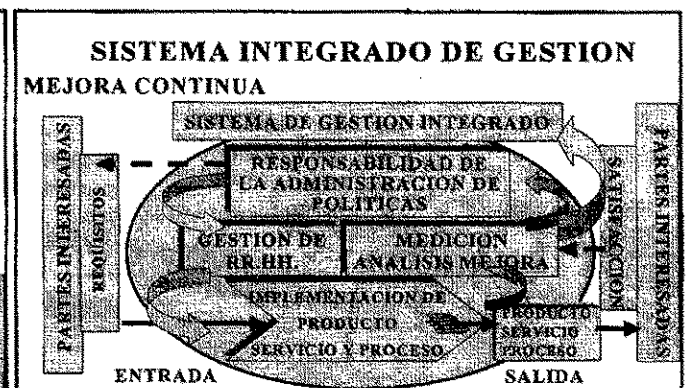 SISTEMA INTEGRADO DE GESTION
MEJORA CONTINUA
SISTEMA DE GESTION INTEGRADO
PARTES INTERESADAS
REQUISITOS
RESPONSABILIDAD DE
LA ADMINISTRACION DE
POLITICAS
GESTION DE
RR.HH
MEDICION
ANALISIS MEJORA
IMPLEMENTACION DE
PRODUCTO
SERVICIO Y PROCESO
PRODUCTO
SERVICIO
PROCESO
SATISFACCION
PARTES INTERESADAS
ENTRADA
SALIDA